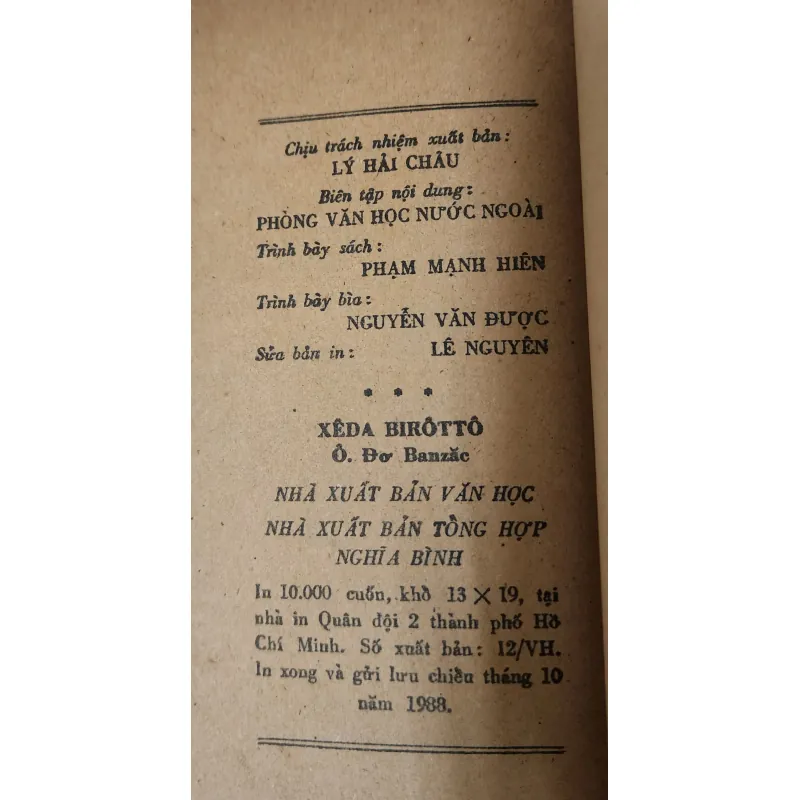 Chịu trách nhiệm xuất bản:
LÝ HẢI CHÂU
Biên tập nội dung:
PHÒNG VĂN HỌC NƯỚC NGOÀI
Trình bày sách:
PHẠM MẠNH HIÊN
Trình bày bìa:
NGUYỄN VĂN ĐƯỢC
Sửa bản in: LÊ NGUYÊN
* * *
XÊDA BIRÔTTÔ
Ô. Đơ Banzăc
NHÀ XUẤT BẢN VĂN HỌC
NHÀ XUẤT BẢN TỔNG HỢP
NGHĨA BÌNH
In 10.000 cuốn, khổ 13 × 19, tại
nhà in Quân đội 2 thành phố Hồ
Chí Minh. Số xuất bản: 12/VH.
In xong và gửi lưu chiểu tháng 10
năm 1988.